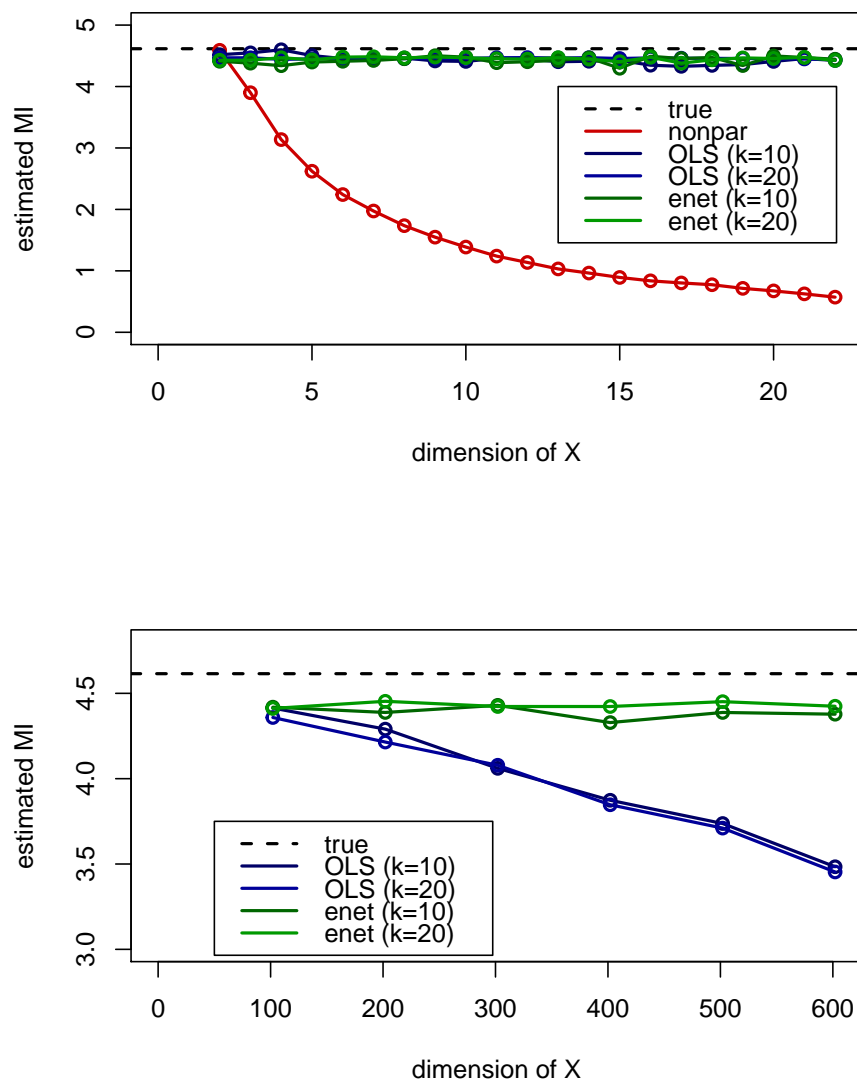 5
4
3
2
1
0
estimated MI
true
nonpar
OLS (k=10)
OLS (k=20)
enet (k=10)
enet (k=20)
0 5 10 15 20
dimension of X
4.5
4.0
3.5
3.0
estimated MI
true
OLS (k=10)
OLS (k=20)
enet (k=10)
enet (k=20)
0 100 200 300 400 500 600
dimension of X